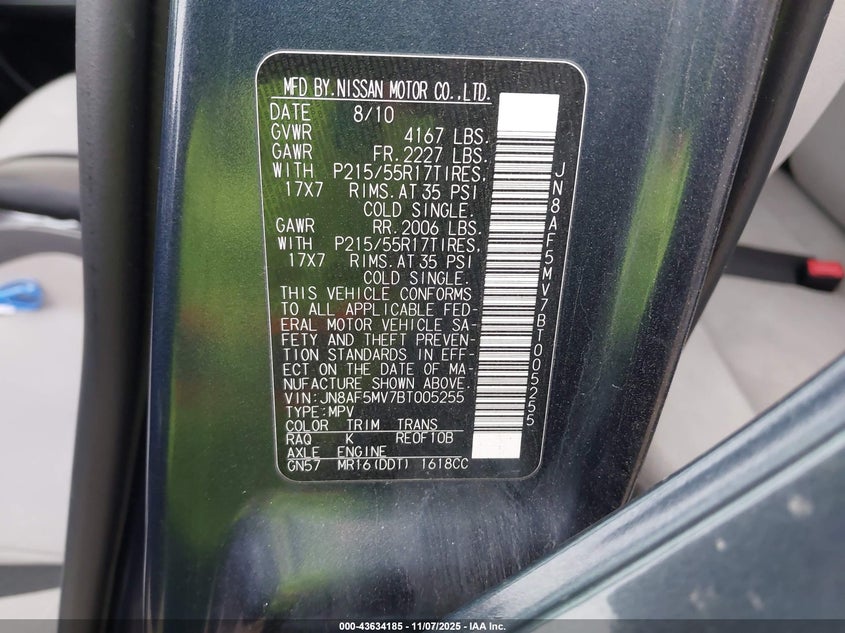 MFD BY.NISSAN MOTOR CO.,LTD.
DATE 8/10
GVWR 4167 LBS.
GAWR FR. 2227 LBS.
WITH P215/55R17TIRES,
17X7 RIMS. AT 35 PSI
COLD SINGLE.
GAWR RR. 2006 LBS.
WITH P215/55R17TIRES,
17X7 RIMS. AT 35 PSI
COLD SINGLE.
THIS VEHICLE CONFORMS
TO ALL APPLICABLE FED-
ERAL MOTOR VEHICLE SA-
FETY AND THEFT PREVEN-
TION STANDARDS IN EFF-
ECT ON THE DATE OF MA-
NUFACTURE SHOWN ABOVE.
VIN:JN8AF5MV7BT005255
TYPE:MPV
COLOR TRIM TRANS
RAQ K RE0F10B
AXLE ENGINE
GN57 MR16(DDT) 1618CC
JN8AF5MV7BT005255
000-43634185 - 11/07/2025 - IAA Inc.